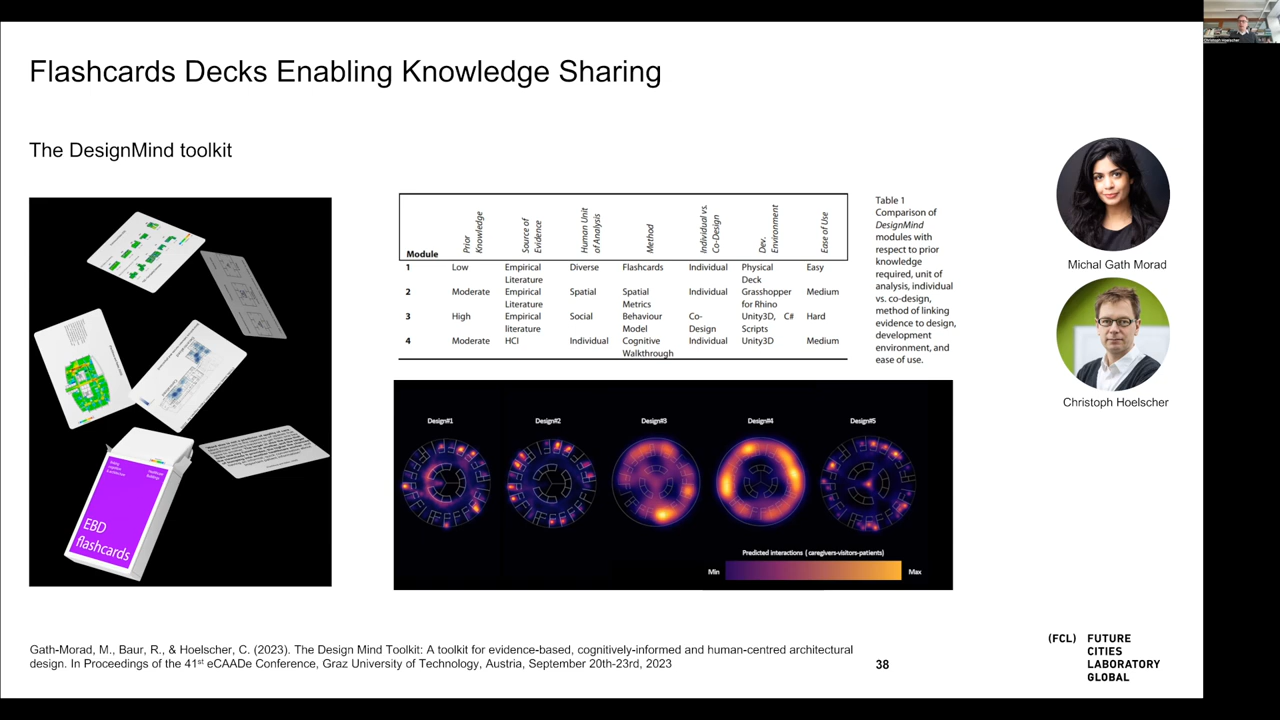 Christoph Hoelscher
Flashcards Decks Enabling Knowledge Sharing
The DesignMind toolkit
EBD
flashcards
Module
Prior
Knowledge
Source of
Evidence
Human Unit
of Analysis
Method
Individual vs.
Co-Design
Dev.
Environment
Ease of Use
1 Low Empirical Diverse Flashcards Individual Physical Easy
Literature Deck
2 Moderate Empirical Spatial Spatial Individual Grasshopper Medium
Literature Metrics for Rhino
3 High Empirical Social Behaviour Co- Unity3D, C# Hard
literature Model Design Scripts
4 Moderate HCI Individual Cognitive Individual Unity3D Medium
Walkthrough
Table 1
Comparison of
DesignMind
modules with
respect to prior
knowledge
required, unit of
analysis, individual
vs. co-design,
method of linking
evidence to design,
development
environment, and
ease of use.
Michal Gath Morad
Christoph Hoelscher
Design#1 Design#2 Design#3 Design#4 Design#5
Predicted interactions ( caregivers-visitors-patients)
Min Max
Gath-Morad, M., Baur, R., & Hoelscher, C. (2023). The Design Mind Toolkit: A toolkit for evidence-based, cognitively-informed and human-centred architectural
design. In Proceedings of the 41st eCAADe Conference, Graz University of Technology, Austria, September 20th-23rd, 2023
38
(FCL) FUTURE
CITIES
LABORATORY
GLOBAL